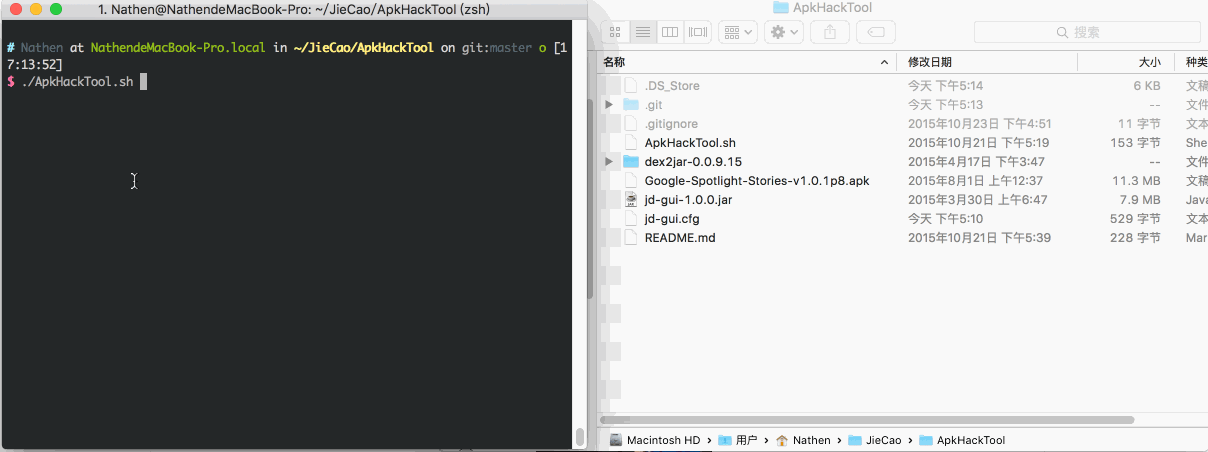 1. Nathen@NathendeMacBook-Pro: ~/JieCao/ApkHackTool (zsh)
# Nathen at NathendeMacBook-Pro.local in ~/JieCao/ApkHackTool on git:master o [1
7:13:52]
$ ./ApkHackTool.sh
ApkHackTool
搜索
名称 修改日期 大小 种类
.DS_Store 今天 下午5:14 6 KB 文稿
.git 今天 下午5:13 -- 文件
.gitignore 2015年10月23日 下午4:51 11 字节 文本
ApkHackTool.sh 2015年10月21日 下午5:19 153 字节 She
dex2jar-0.0.9.15 2015年4月17日 下午3:47 -- 文件
Google-Spotlight-Stories-v1.0.1p8.apk 2015年8月1日 上午12:37 11.3 MB 文稿
jd-gui-1.0.0.jar 2015年3月30日 上午6:47 7.9 MB Java
jd-gui.cfg 今天 下午5:10 529 字节 文本
README.md 2015年10月21日 下午5:39 228 字节 Mar
Macintosh HD › 用户 › Nathen › JieCao › ApkHackTool